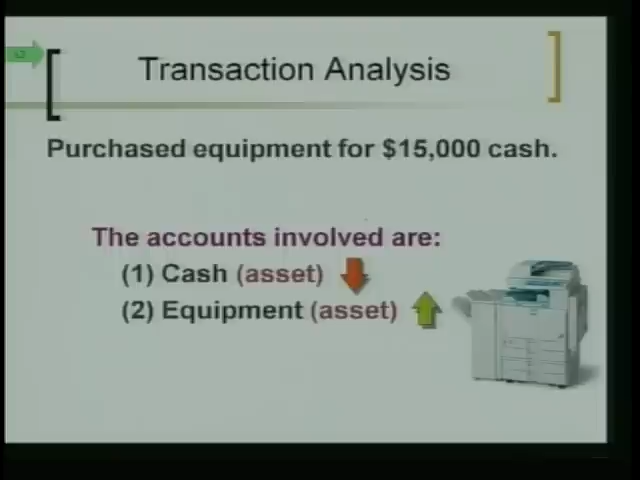 Transaction Analysis
Purchased equipment for $15,000 cash.
The accounts involved are:
(1) Cash (asset)
(2) Equipment (asset)